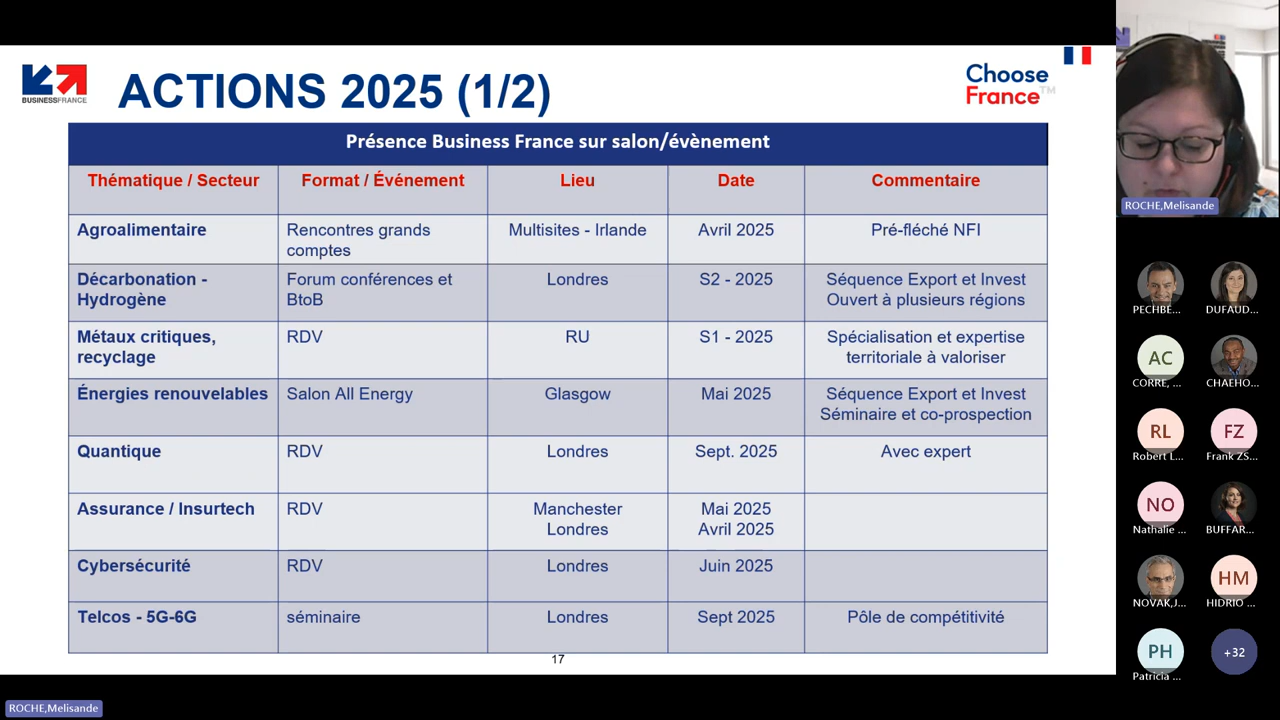 BUSINESSFRANCE
ACTIONS 2025 (1/2)
Choose
France™
Présence Business France sur salon/évènement
Thématique / Secteur Format / Événement Lieu Date Commentaire
Agroalimentaire Rencontres grands comptes Multisites - Irlande Avril 2025 Pré-fléché NFI
Décarbonation - Hydrogène Forum conférences et BtoB Londres S2 - 2025 Séquence Export et Invest Ouvert à plusieurs régions
Métaux critiques, recyclage RDV RU S1 - 2025 Spécialisation et expertise territoriale à valoriser
Énergies renouvelables Salon All Energy Glasgow Mai 2025 Séquence Export et Invest Séminaire et co-prospection
Quantique RDV Londres Sept. 2025 Avec expert
Assurance / Insurtech RDV Manchester Londres Mai 2025 Avril 2025
Cybersécurité RDV Londres Juin 2025
Telcos - 5G-6G séminaire Londres Sept 2025 Pôle de compétitivité
17
ROCHE,Melisande
ROCHE,Melisande
PECHBE... DUFAUD...
AC
CORRE, ... CHAEHO...
RL FZ
Robert L... Frank ZS...
NO
Nathalie ... BUFFAR...
HM
NOVAK,J... HIDRIO ...
PH +32
Patricia ...